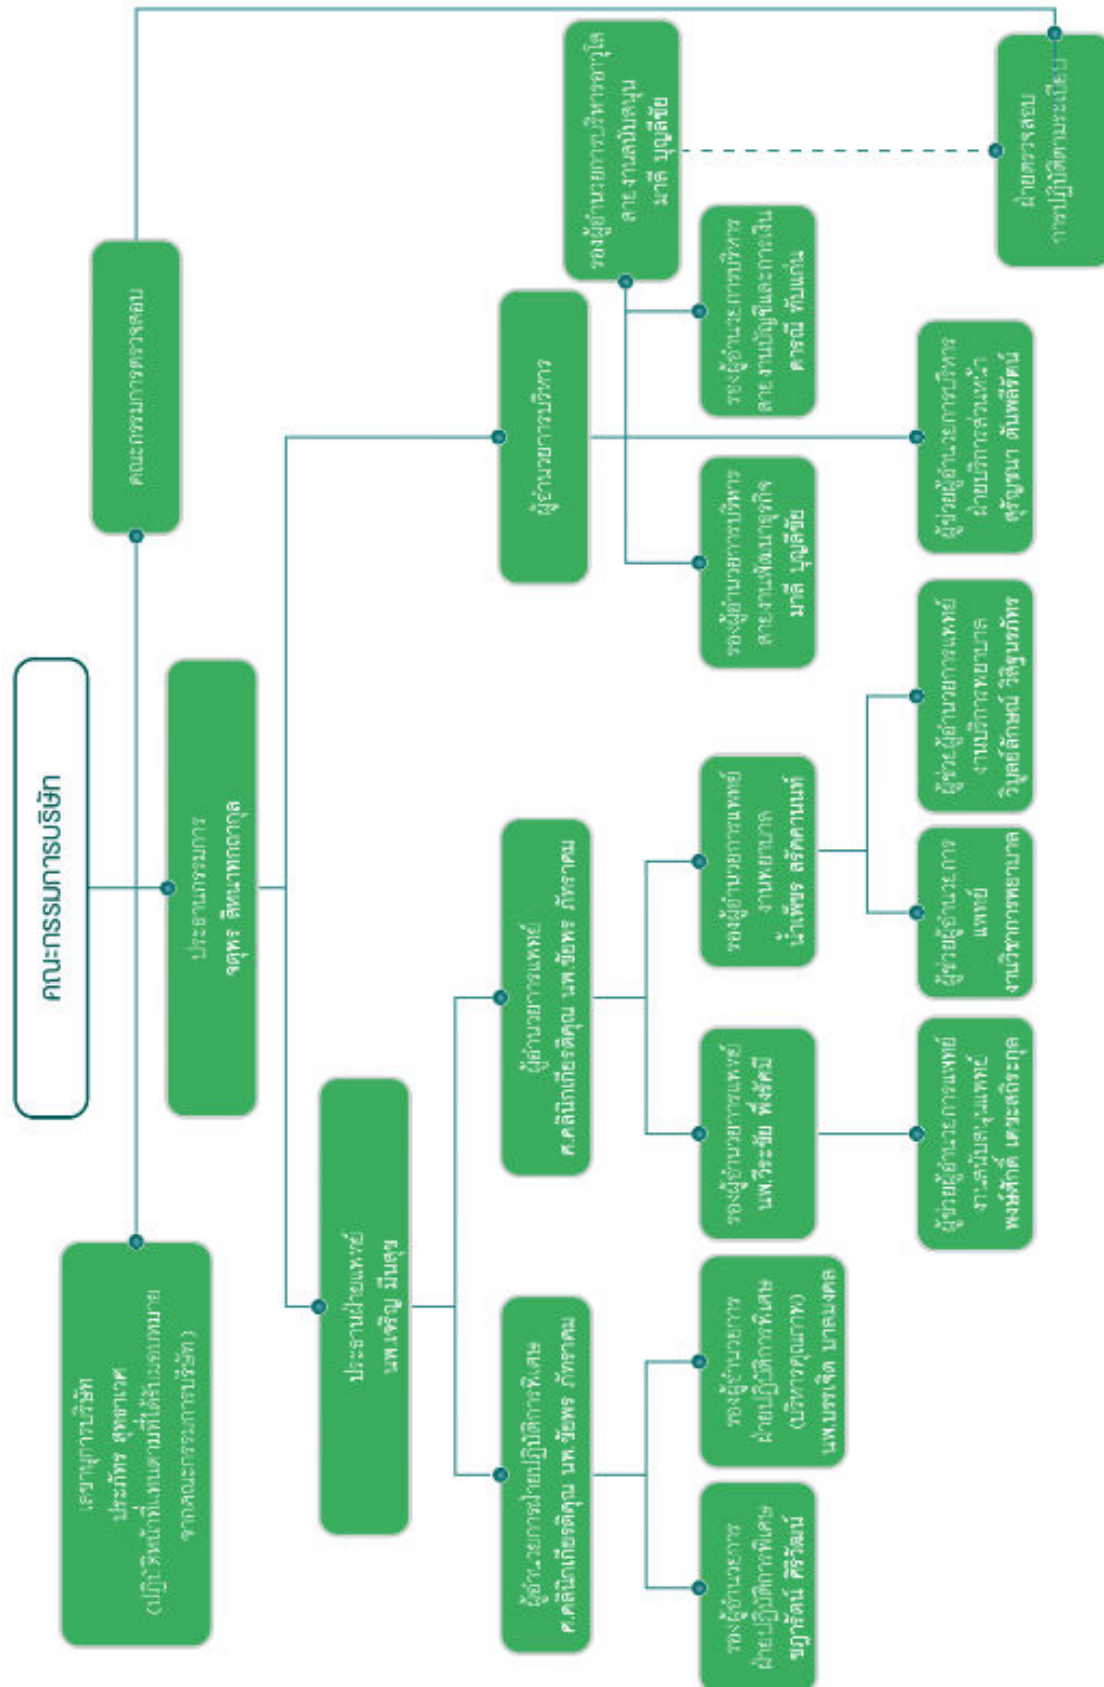 คณะกรรมการบริษัท
เลขานุการบริษัท
ประภัทร สุทธาเวศ
(ปฏิบัติหน้าที่แทนตามที่ได้รับมอบหมาย
จากคณะกรรมการบริษัท)
คณะกรรมการตรวจสอบ
ประธานกรรมการ
จตุพร สิหนาทกถากุล
ประธานฝ่ายแพทย์
นพ.เจริญ มีนสุข
ผู้อำนวยการฝ่ายปฏิบัติการพิเศษ
ศ.คลินิกเกียรติคุณ นพ.ชัยพร ภัทราคม
ผู้อำนวยการแพทย์
ศ.คลินิกเกียรติคุณ นพ.ชัยพร ภัทราคม
ผู้อำนวยการบริหาร
รองผู้อำนวยการบริหารอาวุโส
สายงานสนับสนุน
มาลี บุญลีชัย
รองผู้อำนวยการ
ฝ่ายปฏิบัติการพิเศษ
ชฎารัตน์ ศิริวัฒน์
รองผู้อำนวยการ
ฝ่ายปฏิบัติการพิเศษ
(บริหารคุณภาพ)
นพ.บรรเจิด บาลมงคล
รองผู้อำนวยการแพทย์
นพ.วีระชัย พึ่งรัศมี
รองผู้อำนวยการแพทย์
งานพยาบาล
น้ำเพชร สรัคคานนท์
รองผู้อำนวยการบริหาร
สายงานพัฒนาธุรกิจ
มาลี บุญลีชัย
รองผู้อำนวยการบริหาร
สายงานบัญชีและการเงิน
ดารณี ทับแก่น
ผู้ช่วยผู้อำนวยการแพทย์
งานสนับสนุนแพทย์
พงษ์ศักดิ์ เตชะสถิระกุล
ผู้ช่วยผู้อำนวยการ
แพทย์
งานวิชาการพยาบาล
ผู้ช่วยผู้อำนวยการแพทย์
งานบริการพยาบาล
วิบูลย์ลักษณ์
ผู้ช่วยผู้อำนวยการบริหาร
ฝ่ายบริการส่วนหน้า
สุรัญชนา
ฝ่ายตรวจสอบ
การปฏิบัติตามระเบียบ